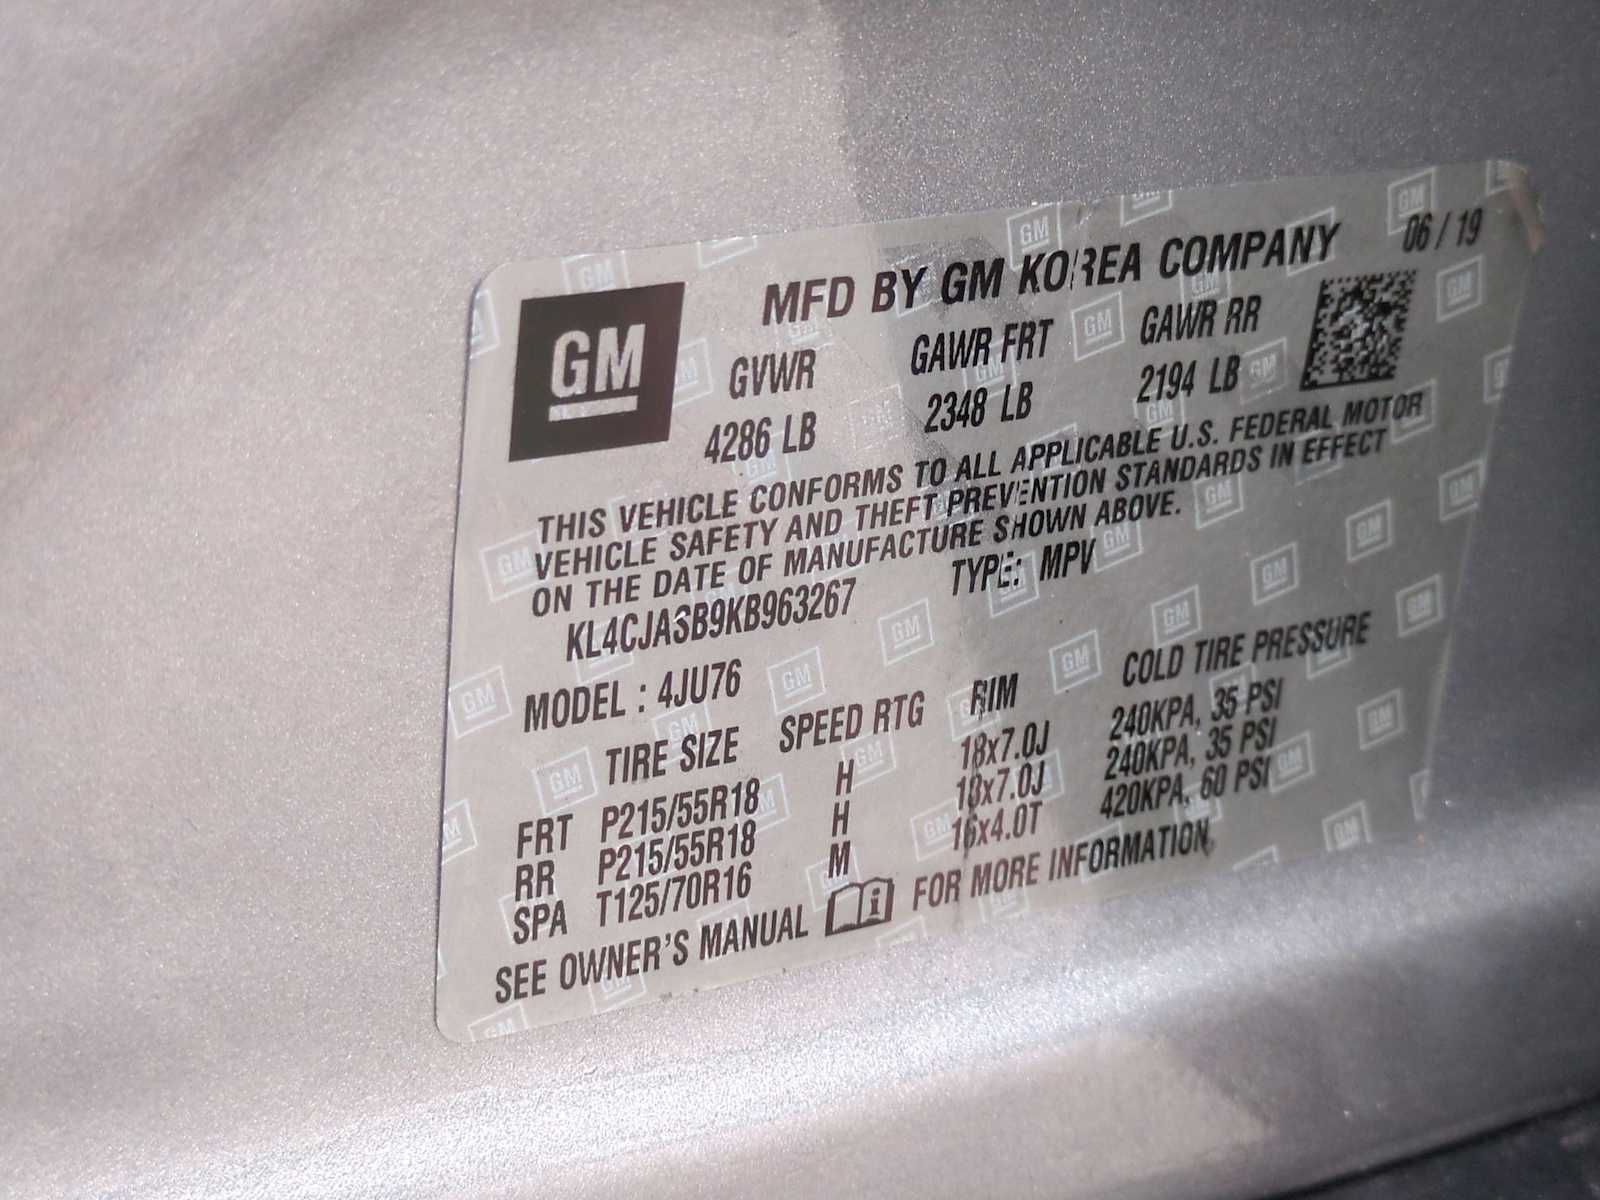 MFD BY GM KOREA COMPANY 06 / 19
GM
GVWR GAWR FRT GAWR RR
4286 LB 2348 LB 2194 LB
THIS VEHICLE CONFORMS TO ALL APPLICABLE U.S. FEDERAL MOTOR
VEHICLE SAFETY AND THEFT PREVENTION STANDARDS IN EFFECT
ON THE DATE OF MANUFACTURE SHOWN ABOVE.
KL4CJASB9KB963267 TYPE: MPV
MODEL : 4JU76
TIRE SIZE SPEED RTG RIM COLD TIRE PRESSURE
FRT P215/55R18 H 18x7.0J 240KPA, 35 PSI
RR P215/55R18 H 18x7.0J 240KPA, 35 PSI
SPA T125/70R16 M 16x4.0T 420KPA, 60 PSI
SEE OWNER'S MANUAL i FOR MORE INFORMATION